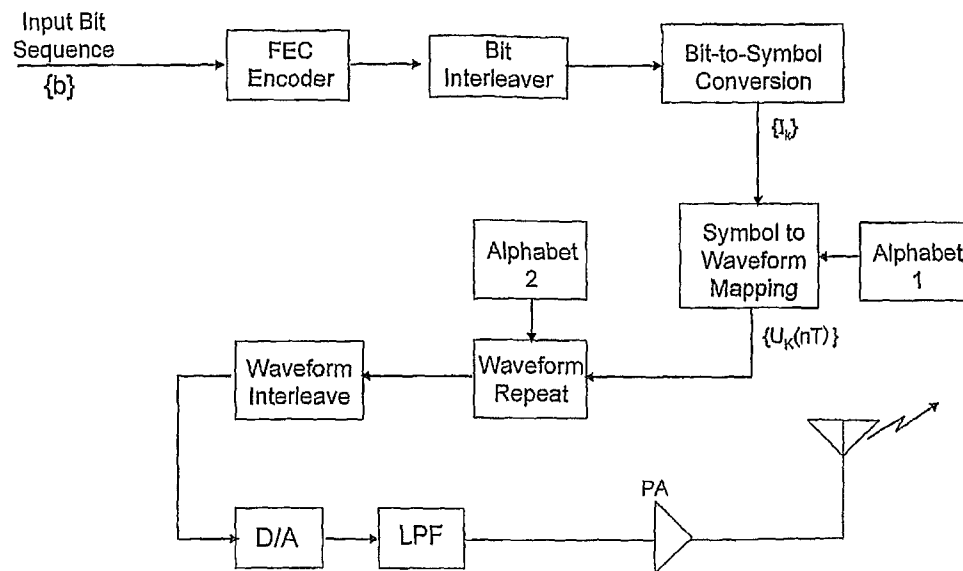 Input Bit
Sequence
{b}
FEC
Encoder
Bit
Interleaver
Bit-to-Symbol
Conversion
{I_k}
Symbol to
Waveform
Mapping
Alphabet
1
{U_K(nT)}
Alphabet
2
Waveform
Repeat
Waveform
Interleave
D/A
LPF
PA